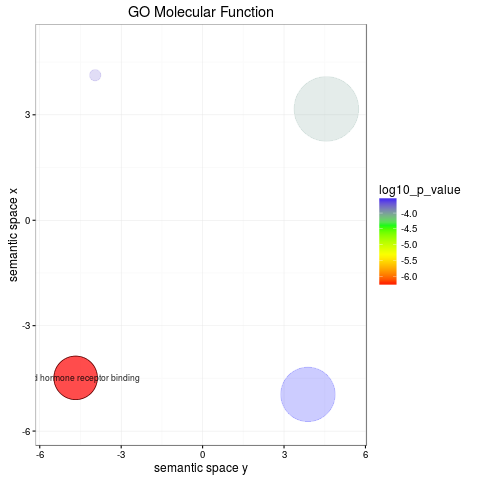 GO Molecular Function
semantic space x
3
0
-3
-6
hormone receptor binding
-6
-3
0
3
6
semantic space y
log10_p_value
-4.0
-4.5
-5.0
-5.5
-6.0